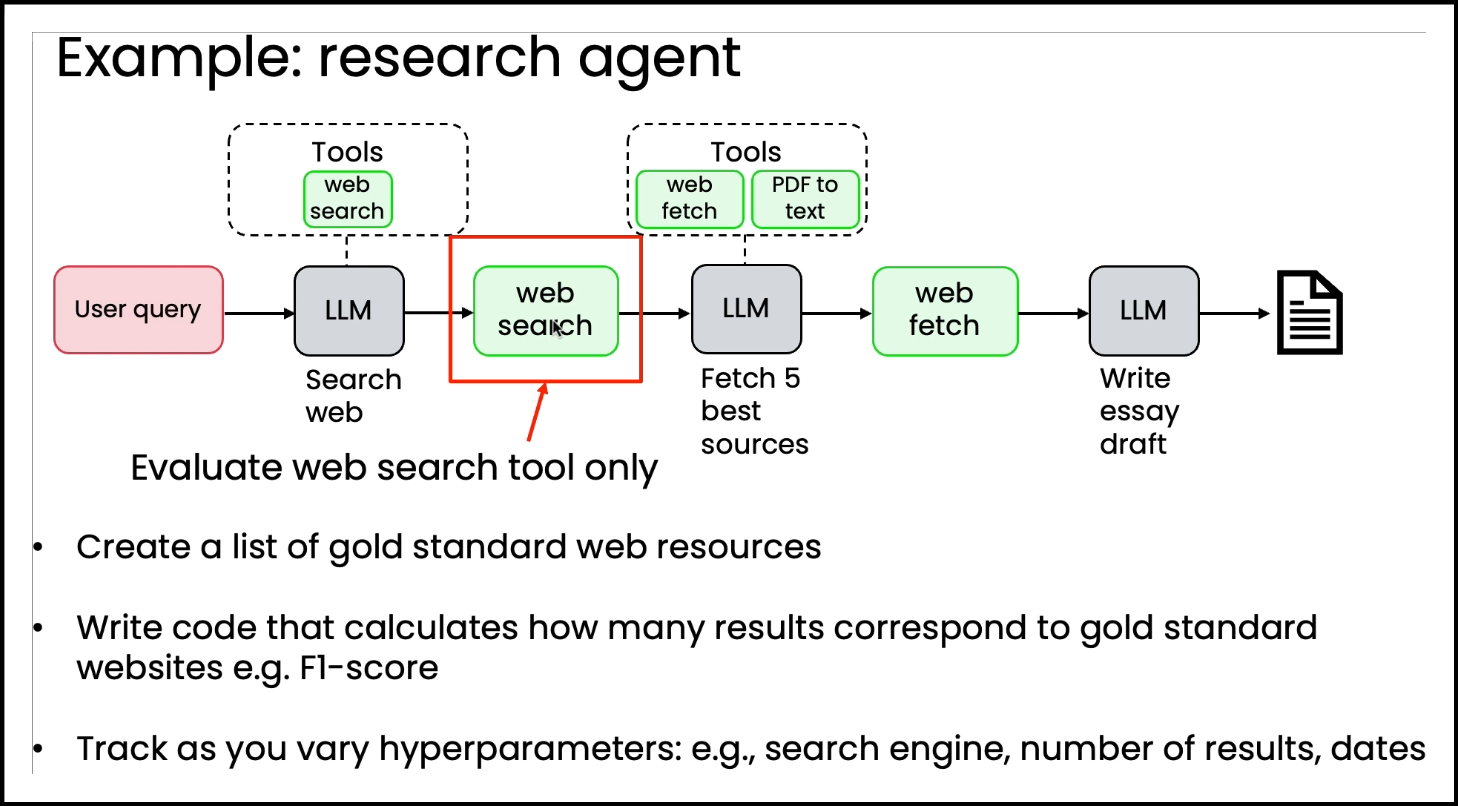 Example: research agent
Tools
web
search
Tools
web
fetch
PDF to
text
User query
LLM
web
search
LLM
web
fetch
LLM
Search
web
Fetch 5
best
sources
Write
essay
draft
Evaluate web search tool only
• Create a list of gold standard web resources
• Write code that calculates how many results correspond to gold standard
websites e.g. F1-score
• Track as you vary hyperparameters: e.g., search engine, number of results, dates